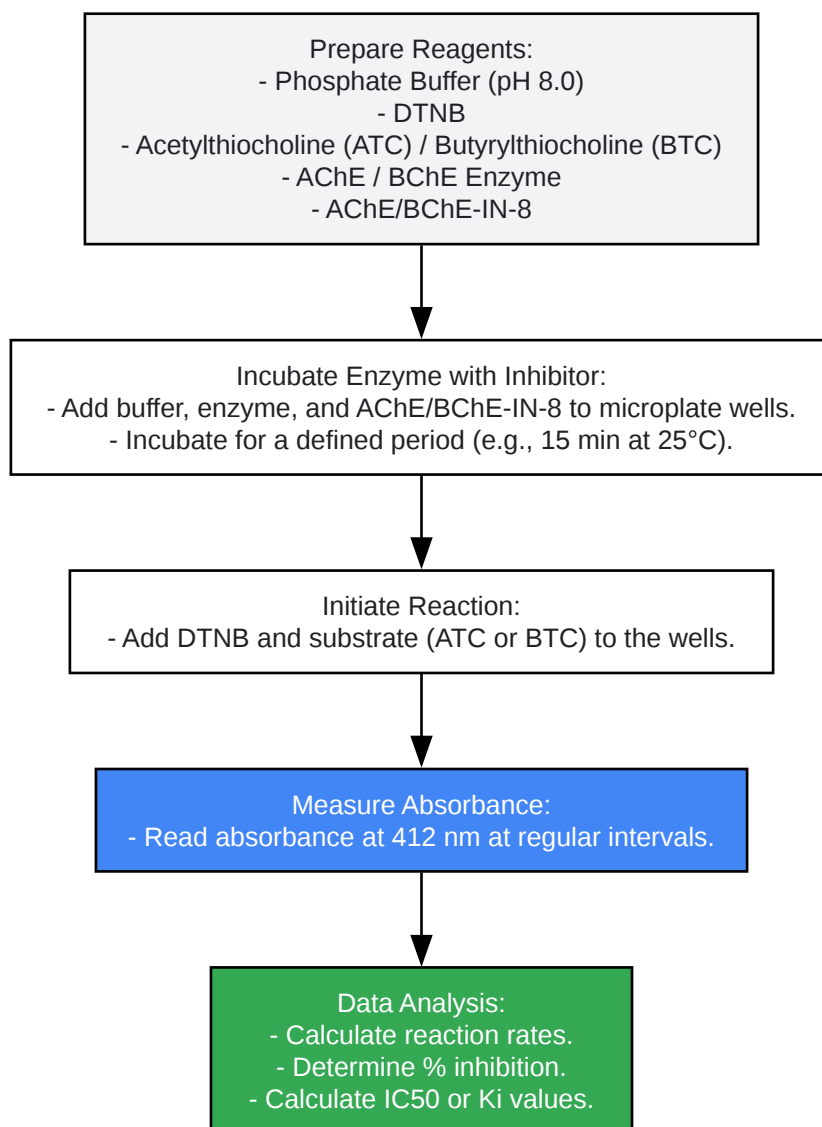 Prepare Reagents:
- Phosphate Buffer (pH 8.0)
- DTNB
- Acetylthiocholine (ATC) / Butyrylthiocholine (BTC)
- AChE / BChE Enzyme
- AChE/BChE-IN-8
Incubate Enzyme with Inhibitor:
- Add buffer, enzyme, and AChE/BChE-IN-8 to microplate wells.
- Incubate for a defined period (e.g., 15 min at 25°C).
Initiate Reaction:
- Add DTNB and substrate (ATC or BTC) to the wells.
Measure Absorbance:
- Read absorbance at 412 nm at regular intervals.
Data Analysis:
- Calculate reaction rates.
- Determine % inhibition.
- Calculate IC50 or Ki values.